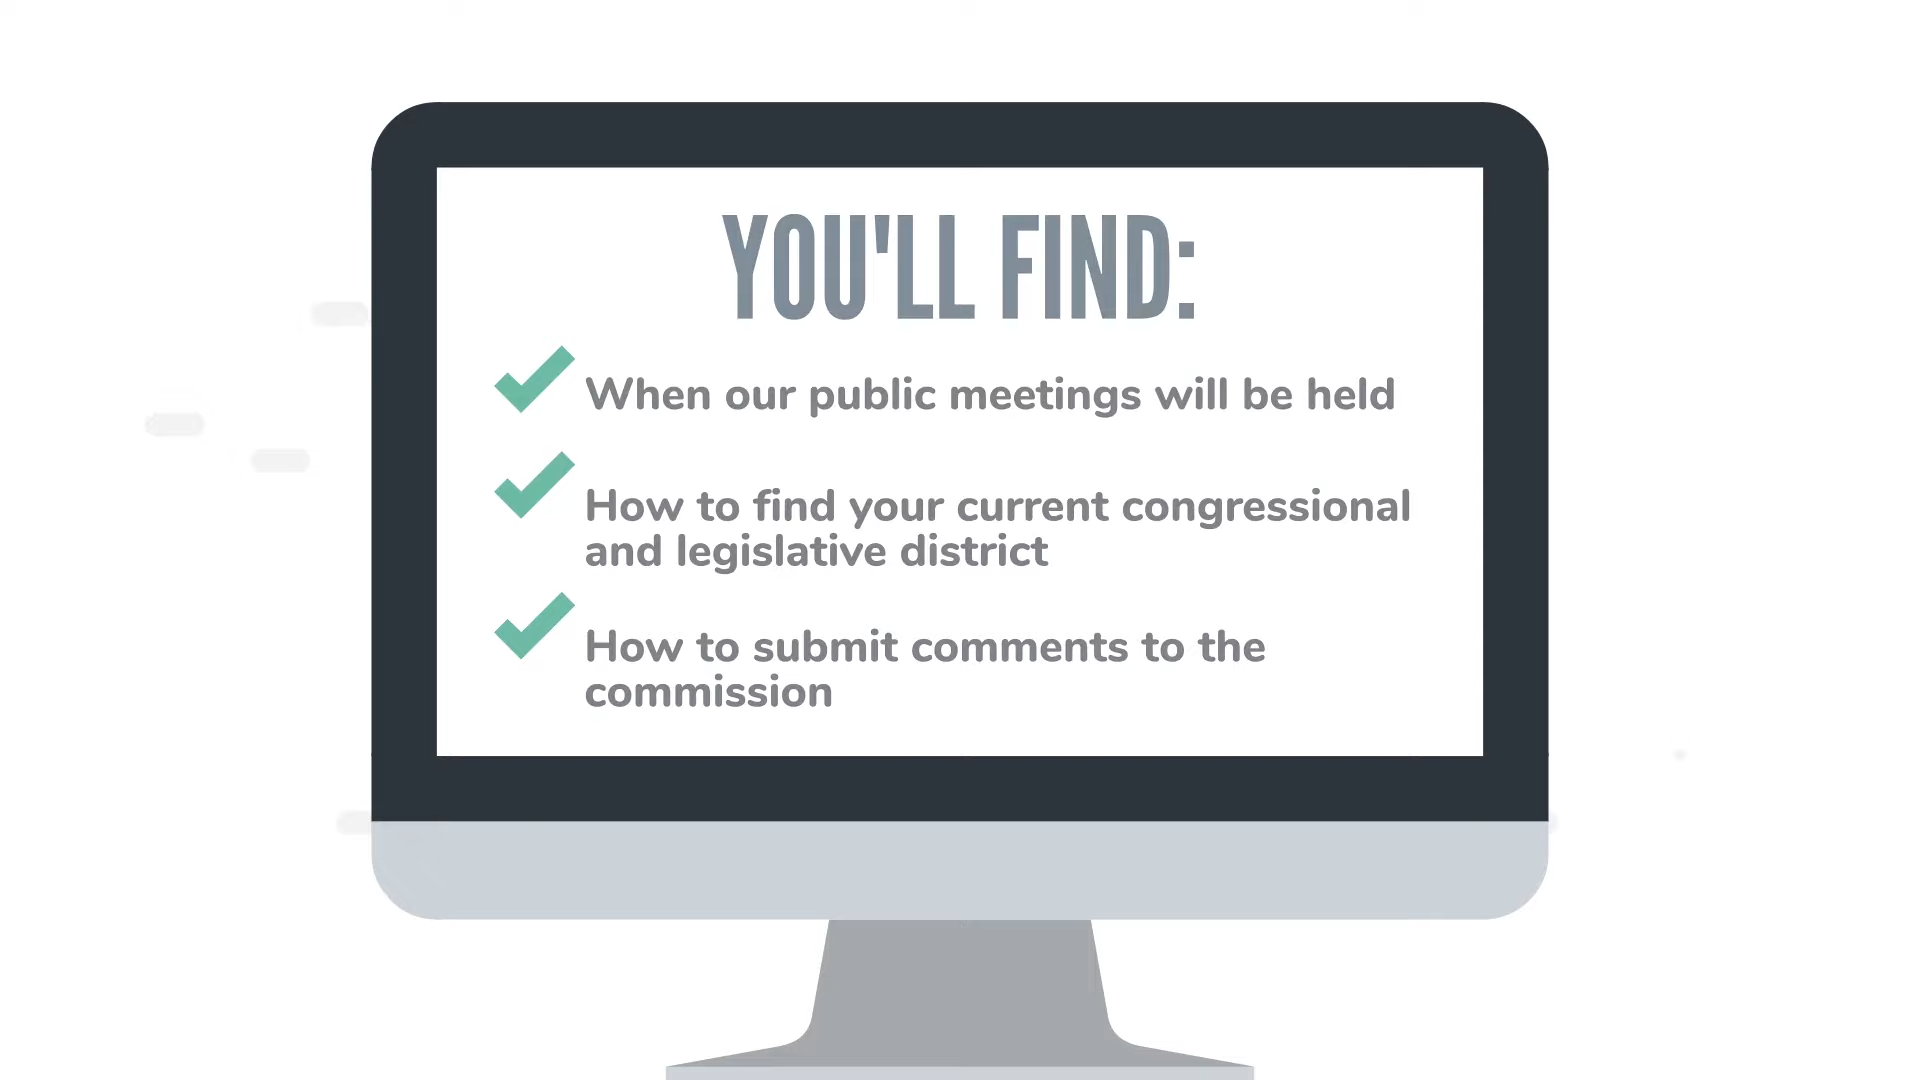 YOU'LL FIND:
When our public meetings will be held
How to find your current congressional
and legislative district
How to submit comments to the
commission